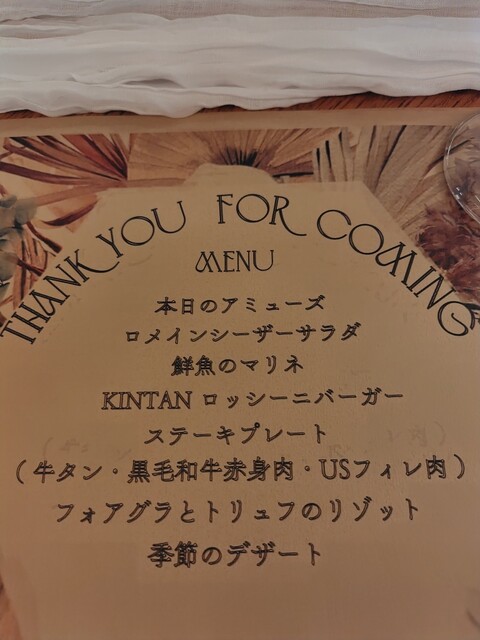 THANK YOU FOR COMING
MENU
本日のアミューズ
ロメインシーザーサラダ
鮮魚のマリネ
KINTAN ロッシーニバーガー
ステーキプレート
（牛タン・黒毛和牛赤身肉・USフィレ肉）
フォアグラとトリュフのリゾット
季節のデザート